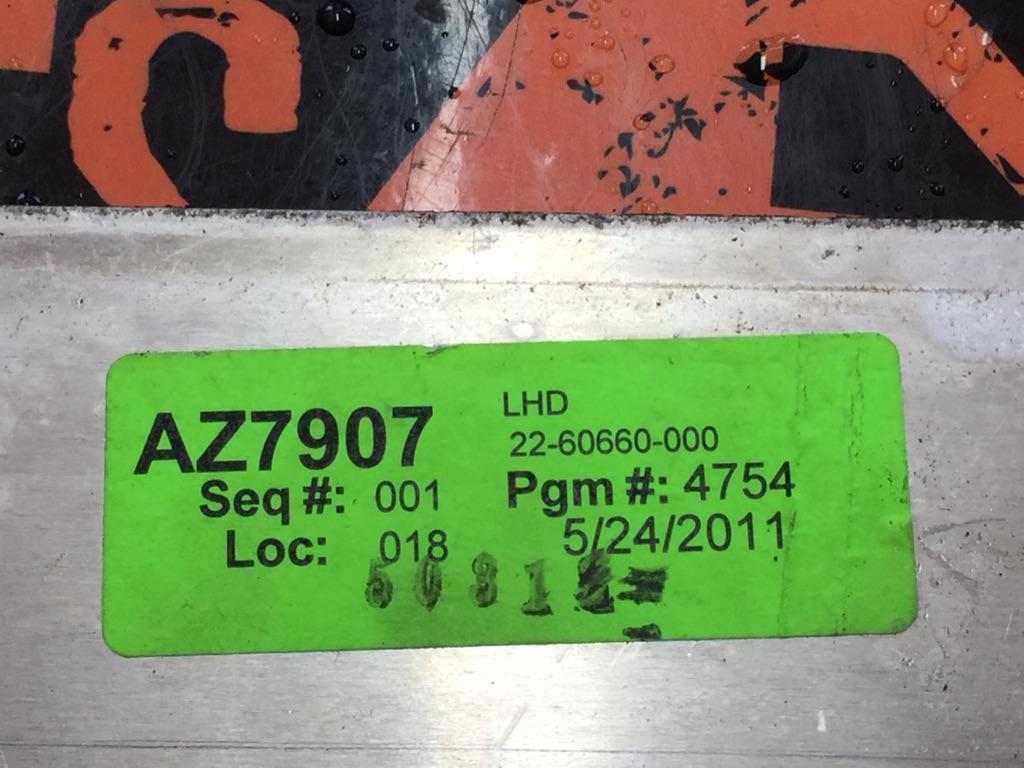 AZ7907
LHD
22-60660-000
Seq #: 001
Pgm #: 4754
Loc: 018
5/24/2011